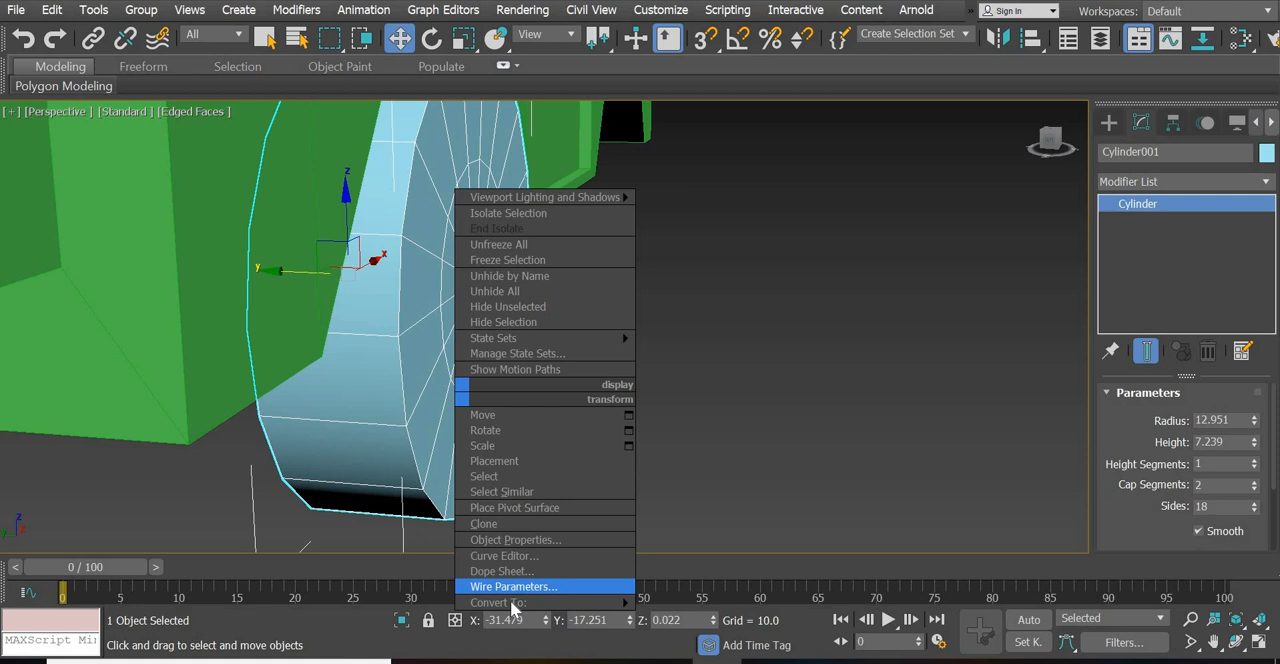 File Edit Tools Group Views Create Modifiers Animation Graph Editors Rendering Civil View Customize Scripting Interactive Content Arnold » Sign In Workspaces: Default
All View Create Selection Set
Modeling Freeform Selection Object Paint Populate
Polygon Modeling
[+] [Perspective ] [Standard ] [Edged Faces ]
Cylinder001
Modifier List
Cylinder
z
x
y
Viewport Lighting and Shadows
Isolate Selection
End Isolate
Unfreeze All
Freeze Selection
Unhide by Name
Unhide All
Hide Unselected
Hide Selection
State Sets
Manage State Sets...
Show Motion Paths
display
transform
Move
Rotate
Scale
Placement
Select
Select Similar
Place Pivot Surface
Clone
Object Properties...
Curve Editor...
Dope Sheet...
Wire Parameters...
Convert To:
Parameters
Radius: 12.951
Height: 7.239
Height Segments: 1
Cap Segments: 2
Sides: 18
Smooth
z
x
< 0 / 100 >
0 5 10 15 20 25 30 35 50 55 60 65 70 75 80 85 90 95 100
1 Object Selected X: -31.479 Y: -17.251 Z: 0.022 Grid = 10.0 Auto Selected
MAXScript Min Click and drag to select and move objects Add Time Tag 0 Set K. Filters...